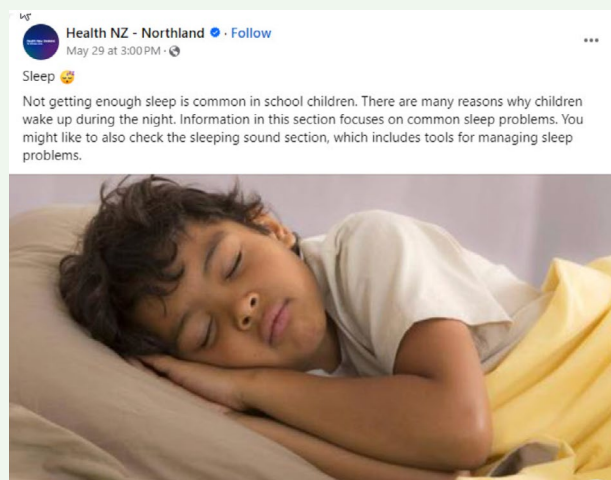 Health NZ - Northland · Follow
May 29 at 3:00 PM ·
Sleep 😴
Not getting enough sleep is common in school children. There are many reasons why children
wake up during the night. Information in this section focuses on common sleep problems. You
might like to also check the sleeping sound section, which includes tools for managing sleep
problems.